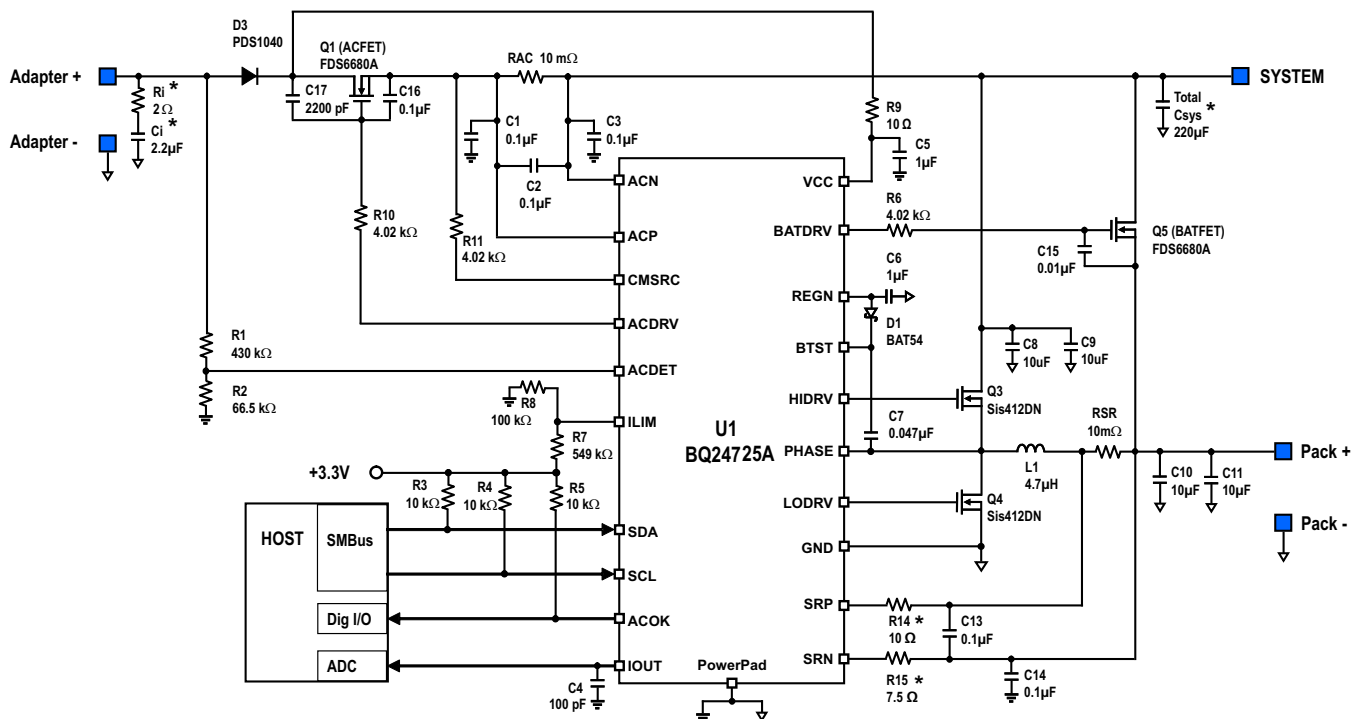 D3
PDS1040
Q1 (ACFET)
FDS6680A
RAC 10 mΩ
Adapter +
SYSTEM
Ri *
2Ω
Ci *
2.2µF
Adapter -
C17
2200 pF
C16
0.1µF
C1
0.1µF
C3
0.1µF
C2
0.1µF
R9
10 Ω
C5
1µF
Total
Csys *
220µF
R10
4.02 kΩ
R11
4.02 kΩ
R1
430 kΩ
R2
66.5 kΩ
R8
100 kΩ
R7
549 kΩ
+3.3V
R3
10 kΩ
R4
10 kΩ
R5
10 kΩ
HOST
SMBus
Dig I/O
ADC
C4
100 pF
ACN
ACP
CMSRC
ACDRV
ACDET
ILIM
SDA
SCL
ACOK
IOUT
U1
BQ24725A
PowerPad
VCC
BATDRV
REGN
BTST
HIDRV
PHASE
LODRV
GND
SRP
SRN
R6
4.02 kΩ
C15
0.01µF
Q5 (BATFET)
FDS6680A
C6
1µF
D1
BAT54
C8
10uF
C9
10uF
Q3
Sis412DN
C7
0.047µF
L1
4.7µH
RSR
10mΩ
Pack +
C10
10µF
C11
10µF
Q4
Sis412DN
Pack -
R14 *
10 Ω
C13
0.1µF
R15 *
7.5 Ω
C14
0.1µF